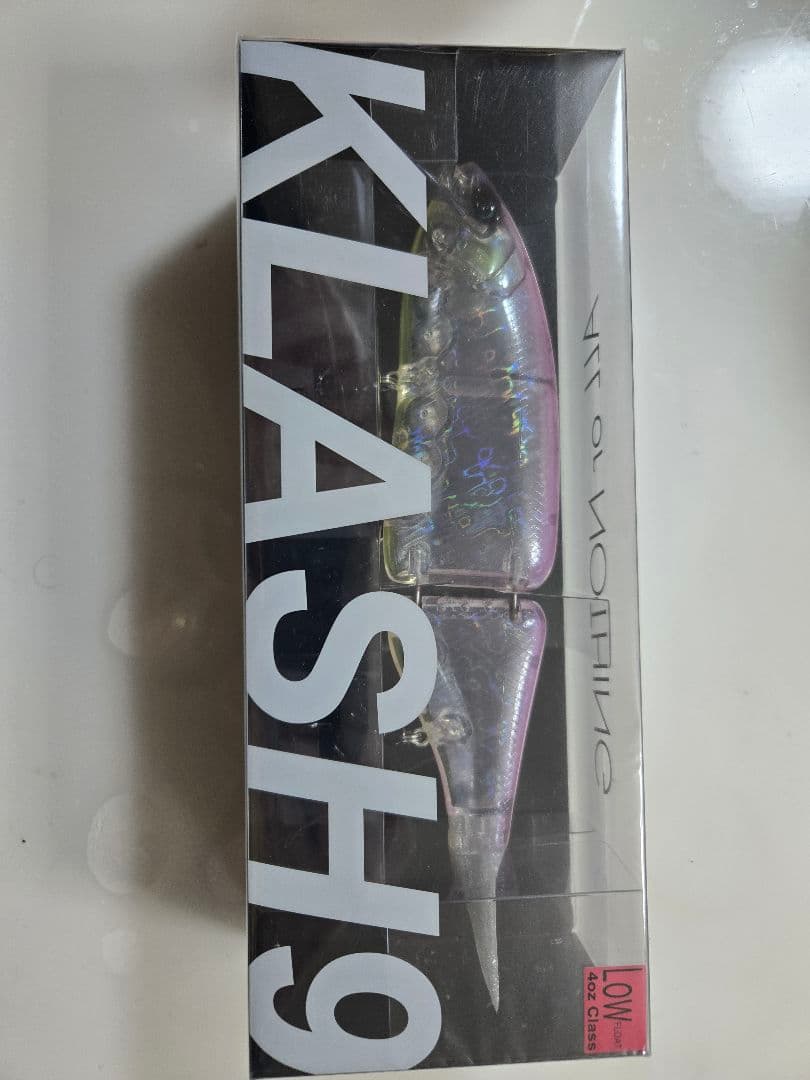 KLASH9
All or NOTHING
LOW
FLOAT
4oz Class